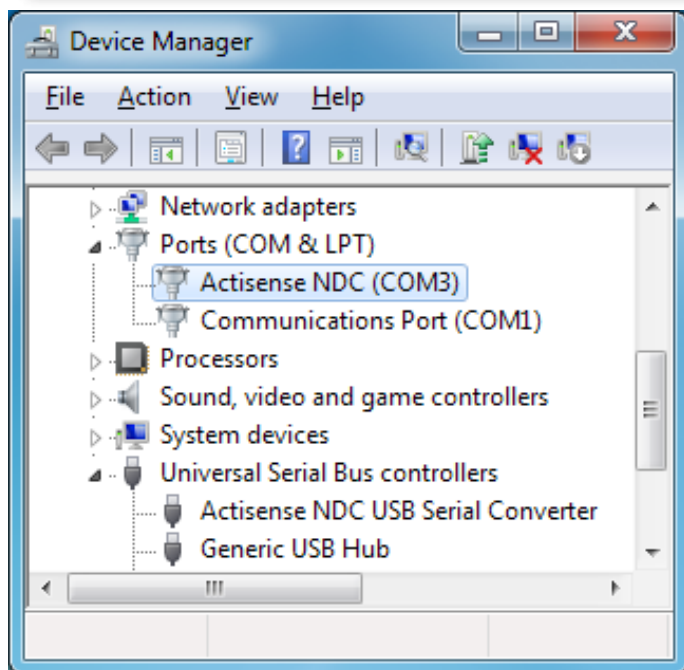 Device Manager
File Action View Help
Network adapters
Ports (COM & LPT)
Actisense NDC (COM3)
Communications Port (COM1)
Processors
Sound, video and game controllers
System devices
Universal Serial Bus controllers
Actisense NDC USB Serial Converter
Generic USB Hub